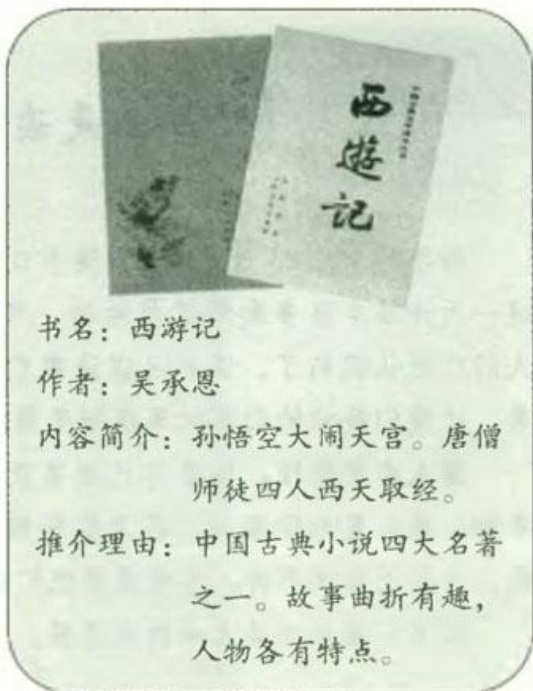 西遊記
书名：西游记
作者：吴承恩
内容简介：孙悟空大闹天宫。唐僧
师徒四人西天取经。
推介理由：中国古典小说四大名著
之一。故事曲折有趣，
人物各有特点。